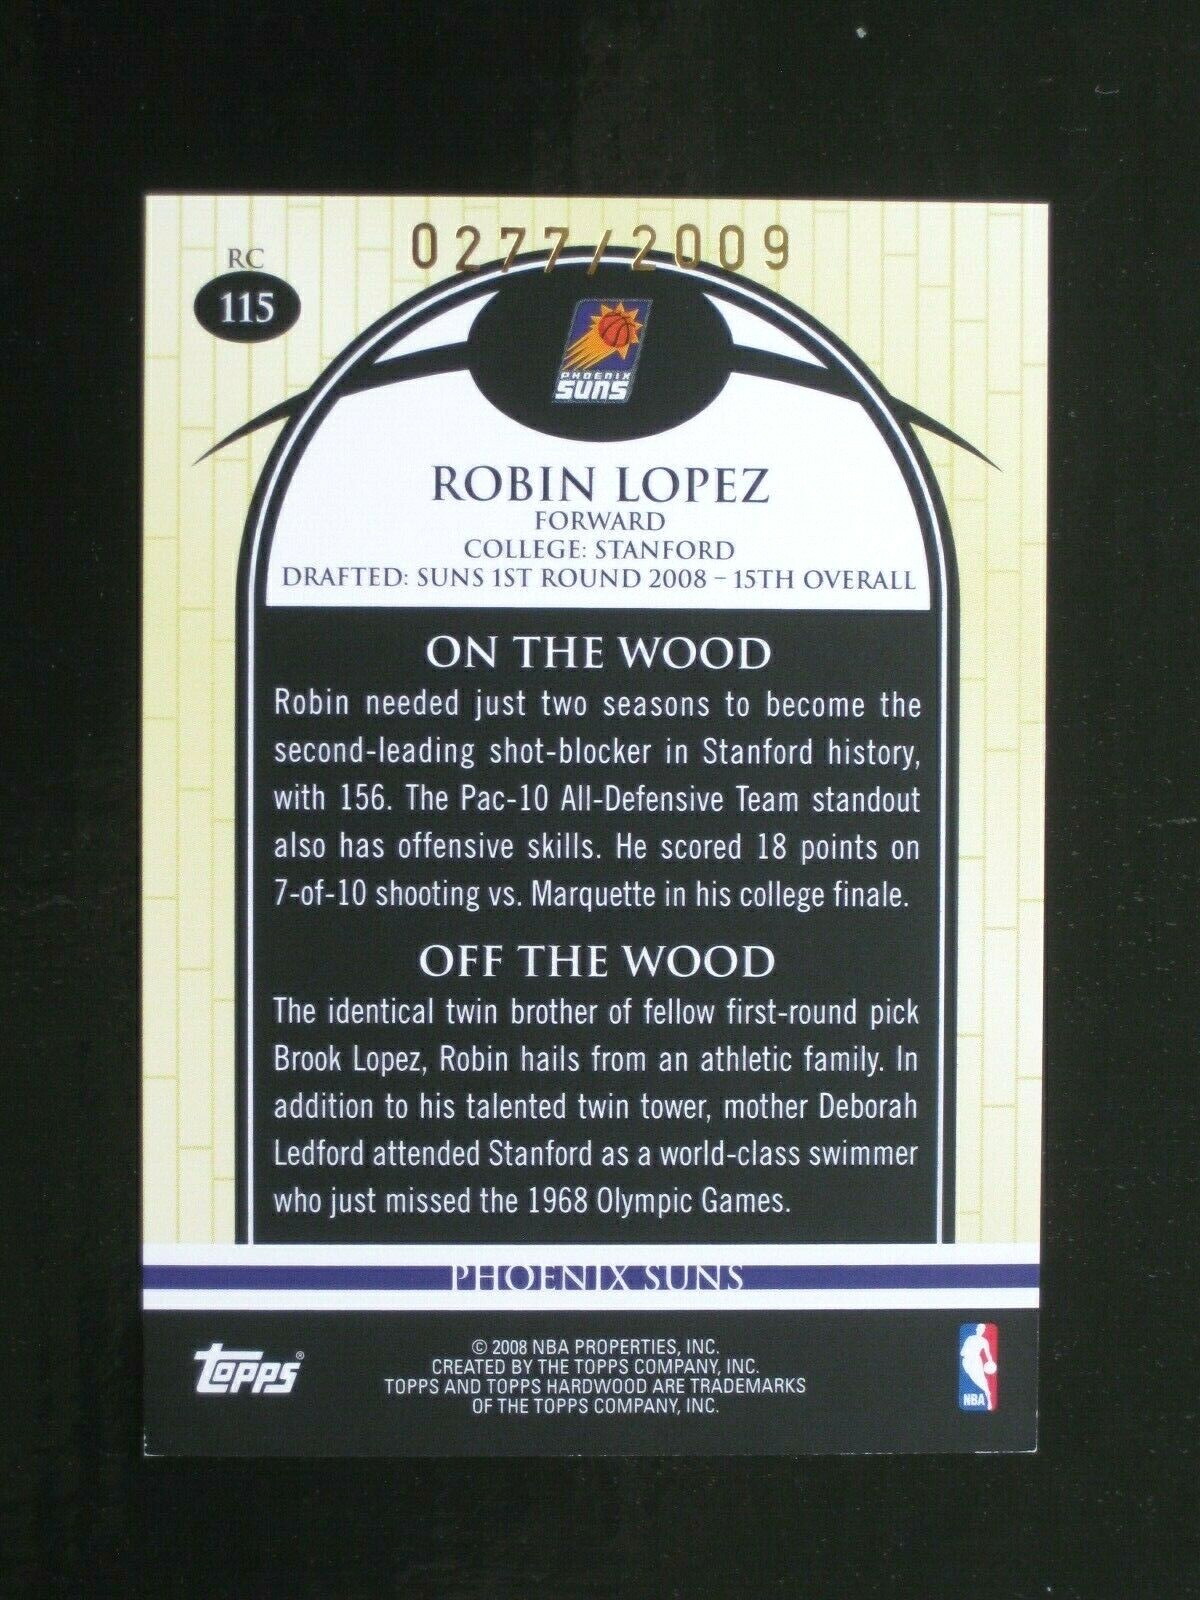 0277/2009
RC
115
PHOENIX
SUNS
ROBIN LOPEZ
FORWARD
COLLEGE: STANFORD
DRAFTED: SUNS 1ST ROUND 2008 – 15TH OVERALL
ON THE WOOD
Robin needed just two seasons to become the
second-leading shot-blocker in Stanford history,
with 156. The Pac-10 All-Defensive Team standout
also has offensive skills. He scored 18 points on
7-of-10 shooting vs. Marquette in his college finale.
OFF THE WOOD
The identical twin brother of fellow first-round pick
Brook Lopez, Robin hails from an athletic family. In
addition to his talented twin tower, mother Deborah
Ledford attended Stanford as a world-class swimmer
who just missed the 1968 Olympic Games.
PHOENIX SUNS
topps®
© 2008 NBA PROPERTIES, INC.
CREATED BY THE TOPPS COMPANY, INC.
TOPPS AND TOPPS HARDWOOD ARE TRADEMARKS
OF THE TOPPS COMPANY, INC.
NBA